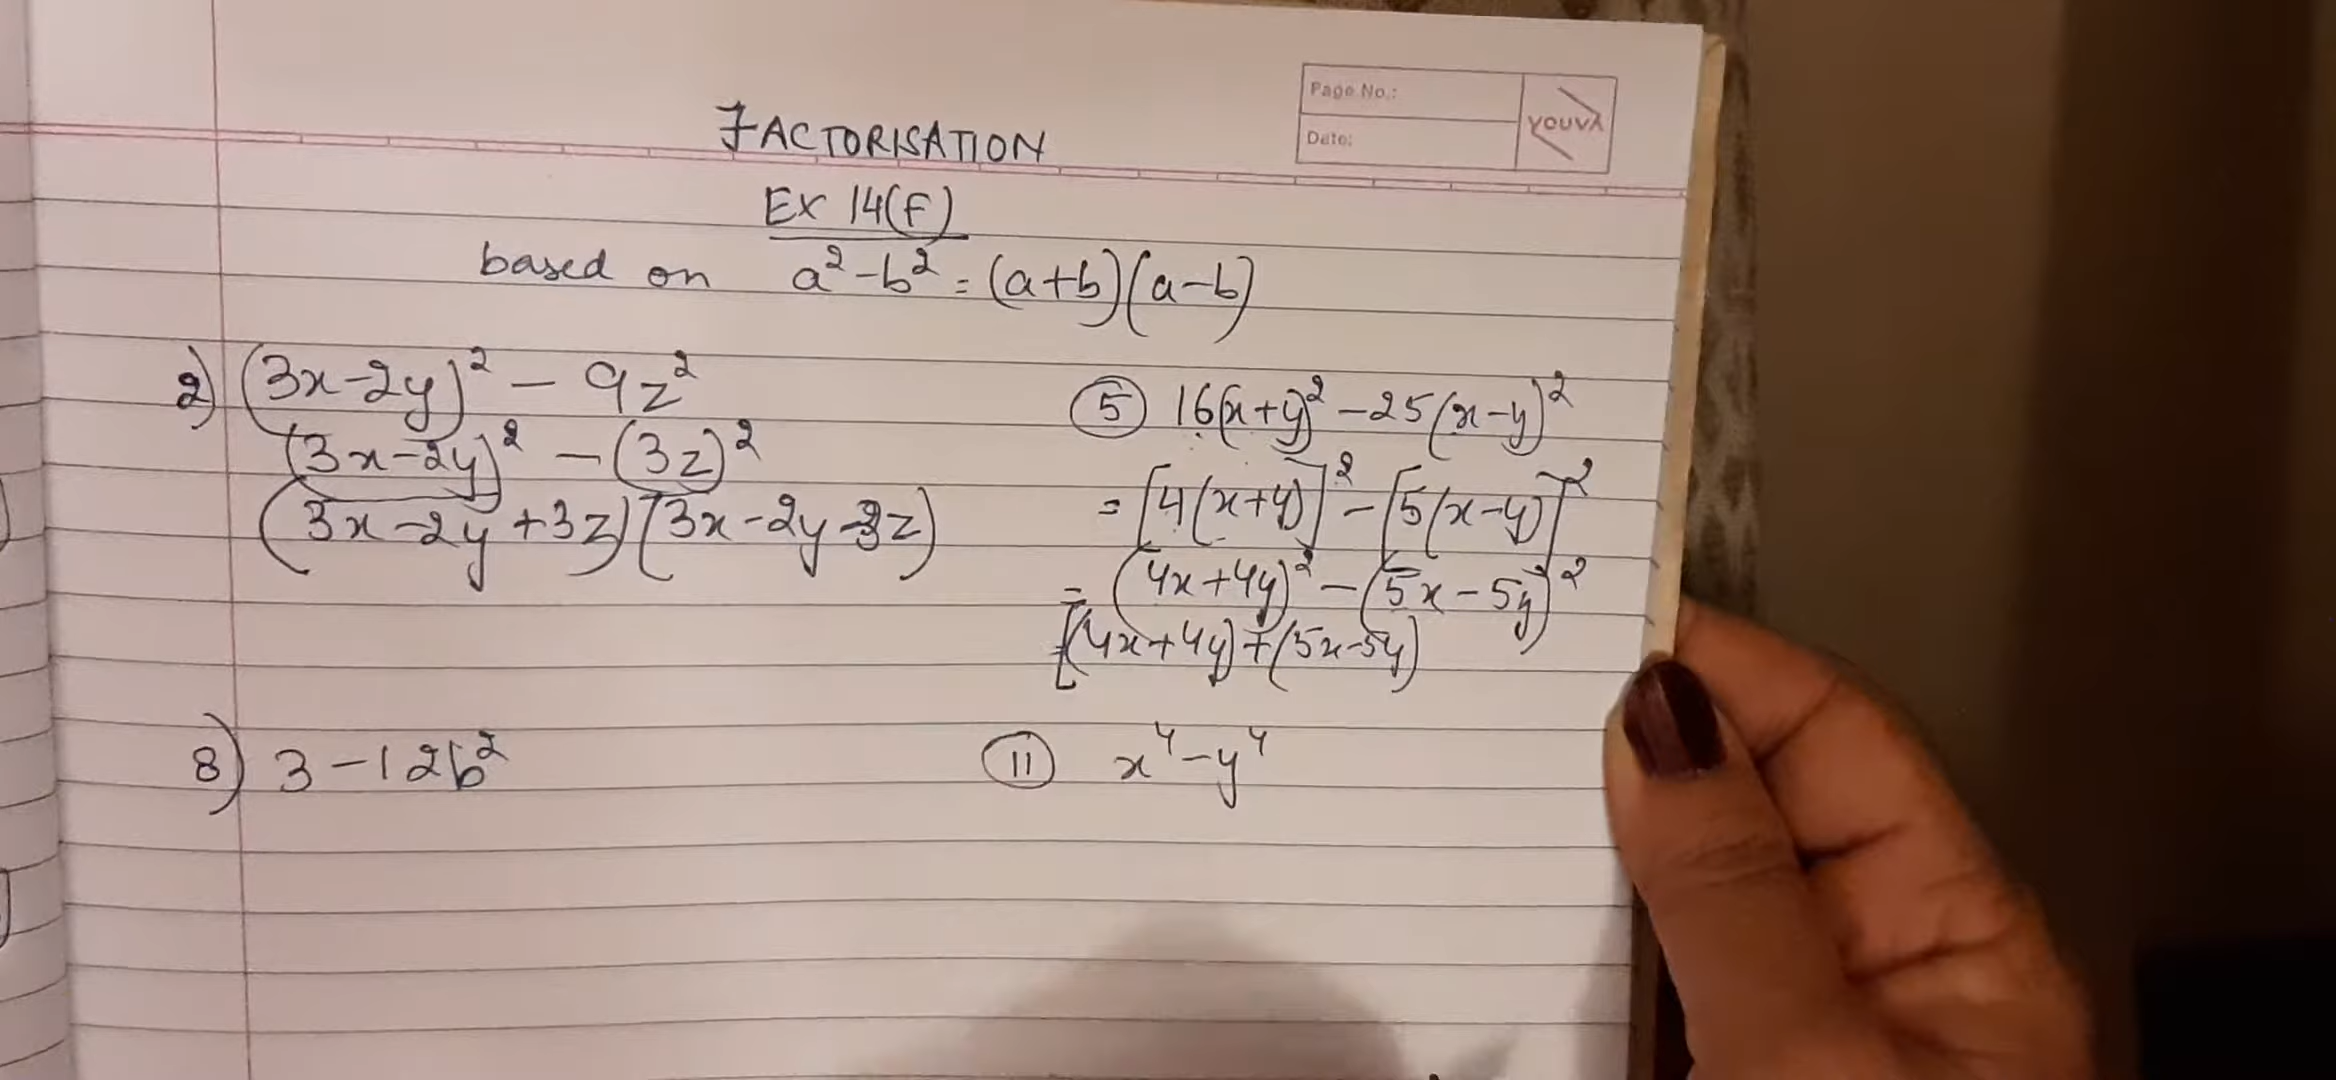 FACTORISATION
Page No.:
Date:
YOUVA
Ex 14(F)
based on a²-b² = (a+b)(a-b)
2) (3x-2y)² - 9z²
(3x-2y)² - (3z)²
(3x-2y+3z)(3x-2y-3z)
5 16(x+y)² -25(x-y)²
= [4(x+y)]² - [5(x-y)]²
= (4x+4y)² - (5x-5y)²
= [(4x+4y)+(5x-5y)
8) 3-12b²
11 x⁴-y⁴